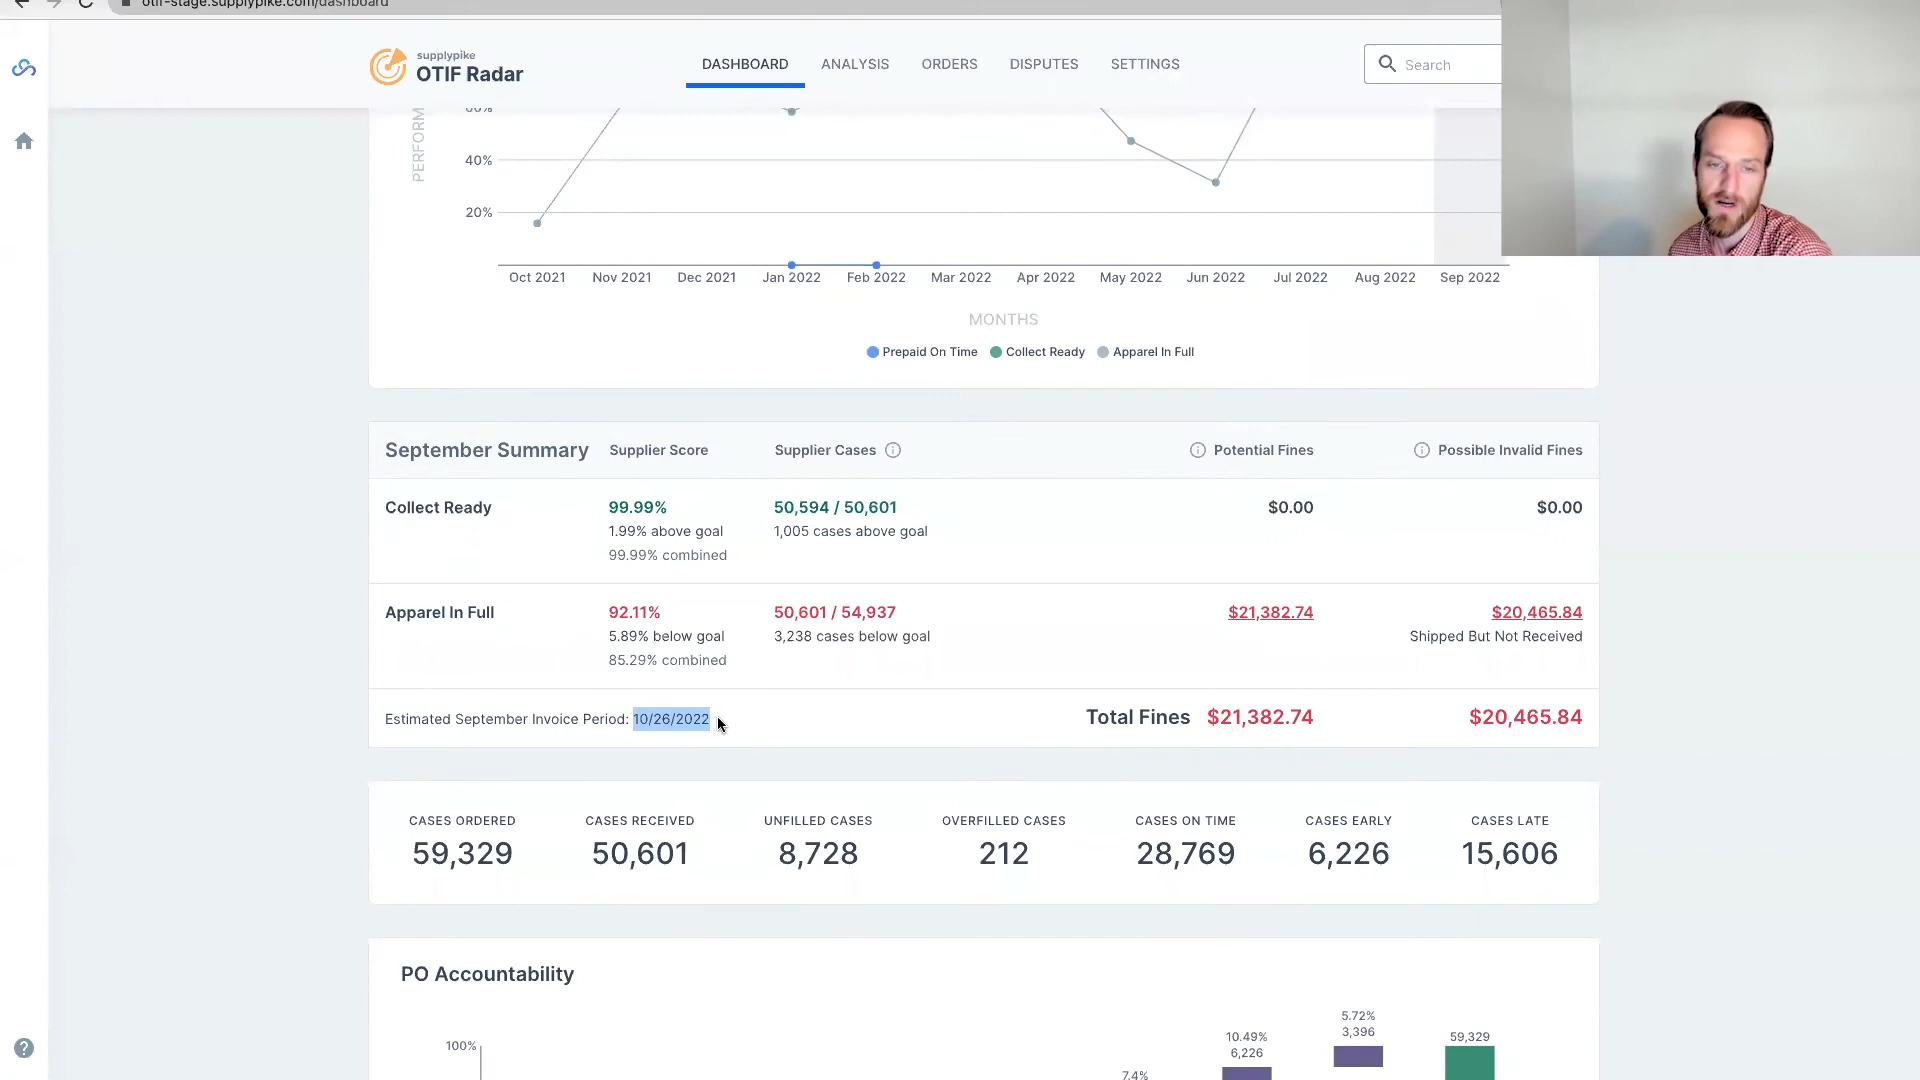 otif-stage.supplypike.com/dashboard
supplypike
OTIF Radar
DASHBOARD
ANALYSIS
ORDERS
DISPUTES
SETTINGS
Search
PERFORM
60%
40%
20%
Oct 2021
Nov 2021
Dec 2021
Jan 2022
Feb 2022
Mar 2022
Apr 2022
May 2022
Jun 2022
Jul 2022
Aug 2022
Sep 2022
MONTHS
Prepaid On Time
Collect Ready
Apparel In Full
September Summary
Supplier Score
Supplier Cases
Potential Fines
Possible Invalid Fines
Collect Ready
99.99%
1.99% above goal
99.99% combined
50,594 / 50,601
1,005 cases above goal
$0.00
$0.00
Apparel In Full
92.11%
5.89% below goal
85.29% combined
50,601 / 54,937
3,238 cases below goal
$21,382.74
$20,465.84
Shipped But Not Received
Estimated September Invoice Period: 10/26/2022
Total Fines
$21,382.74
$20,465.84
CASES ORDERED
59,329
CASES RECEIVED
50,601
UNFILLED CASES
8,728
OVERFILLED CASES
212
CASES ON TIME
28,769
CASES EARLY
6,226
CASES LATE
15,606
PO Accountability
100%
7.4%
10.49%
6,226
5.72%
3,396
59,329
?